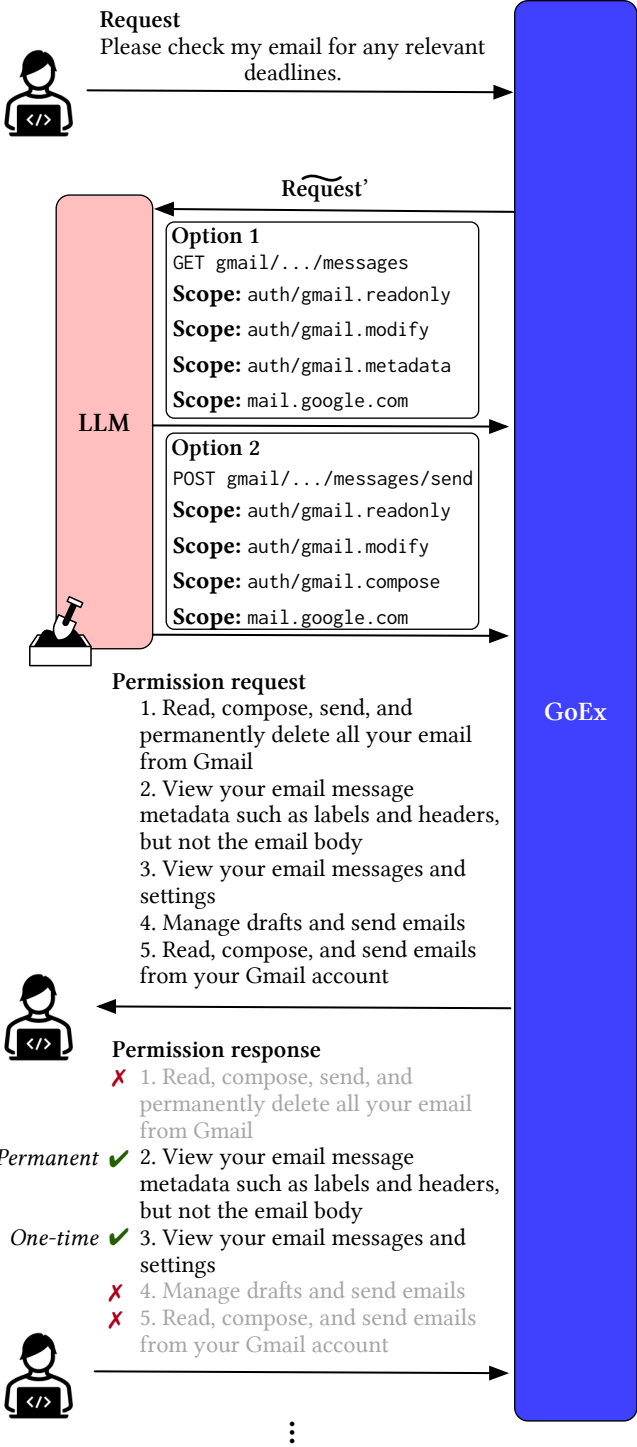 Request
Please check my email for any relevant
deadlines.
</>
Request’
Option 1
GET gmail/.../messages
Scope: auth/gmail.readonly
Scope: auth/gmail.modify
Scope: auth/gmail.metadata
Scope: mail.google.com
LLM
Option 2
POST gmail/.../messages/send
Scope: auth/gmail.readonly
Scope: auth/gmail.modify
Scope: auth/gmail.compose
Scope: mail.google.com
GoEx
Permission request
1. Read, compose, send, and
permanently delete all your email
from Gmail
2. View your email message
metadata such as labels and headers,
but not the email body
3. View your email messages and
settings
4. Manage drafts and send emails
5. Read, compose, and send emails
from your Gmail account
</>
Permission response
✗ 1. Read, compose, send, and
permanently delete all your email
from Gmail
Permanent ✔ 2. View your email message
metadata such as labels and headers,
but not the email body
One-time ✔ 3. View your email messages and
settings
✗ 4. Manage drafts and send emails
✗ 5. Read, compose, and send emails
from your Gmail account
</>
⋮